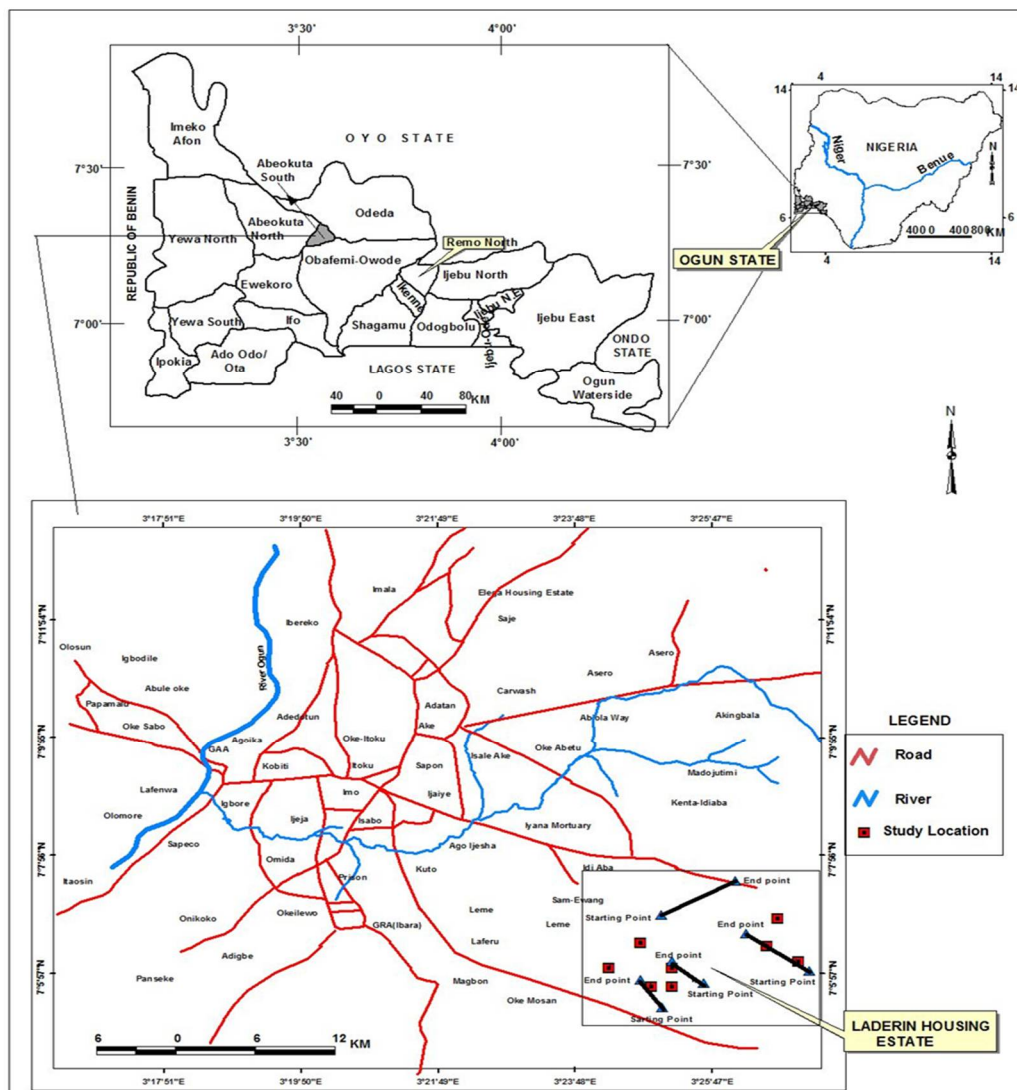 3°30'
4°00'
4
14
14
14
NIGERIA
Niger
Benue
N
6
6
400 0 400 800 KM
4
14
OGUN STATE
Imeko
Afon
OYO STATE
7°30'
7°30'
Abeokuta
South
REPUBLIC OF BENIN
Yewa North
Abeokuta
North
Odeda
Remo North
Obafemi-Owode
Ewekoro
Ikenne
Ijebu North
Ijebu N.E
7°00'
7°00'
Yewa South
Ifo
Shagamu
Odogbolu
Ijebu East
ONDO
STATE
Ipokia
Ado Odo/
Ota
LAGOS STATE
Ogun
Waterside
40 0 40 80 KM
3°30'
4°00'
N
3°17'51"E
3°19'50"E
3°21'49"E
3°23'48"E
3°25'47"E
7°11'54"N
7°11'54"N
Imala
Elega Housing Estate
Saje
Ibereko
Olosun
Igbodile
Asero
Asero
River Ogun
Abule oke
Carwash
Papamalo
Adatan
Adedotun
Ake
Abiola Way
Akingbala
Oke Sabo
7°9'55"N
7°9'55"N
Agoika
Oke-Itoku
GAA
Isale Ake
Oke Abetu
Kobiti
Itoku
Sapon
Madojutimi
Lafenwa
Imo
Ijaiye
Igbore
Kenta-Idiaba
Olomore
Ijeja
Isabo
Iyana Mortuary
Sapeco
Ago Ijesha
7°7'56"N
7°7'56"N
Omida
Kuto
Idi Aba
Itaosin
Prison
End point
Sam-Ewang
Onikoko
Okeilewo
Leme
Starting Point
GRA(Ibara)
Leme
End point
Adigbe
Laferu
End point
7°5'57"N
7°5'57"N
Panseke
Magbon
End point
Starting Point
Starting Point
Oke Mosan
Sarting Point
LADERIN HOUSING
ESTATE
6 0 6 12 KM
3°17'51"E
3°19'50"E
3°21'49"E
3°23'48"E
3°25'47"E
LEGEND
Road
River
Study Location